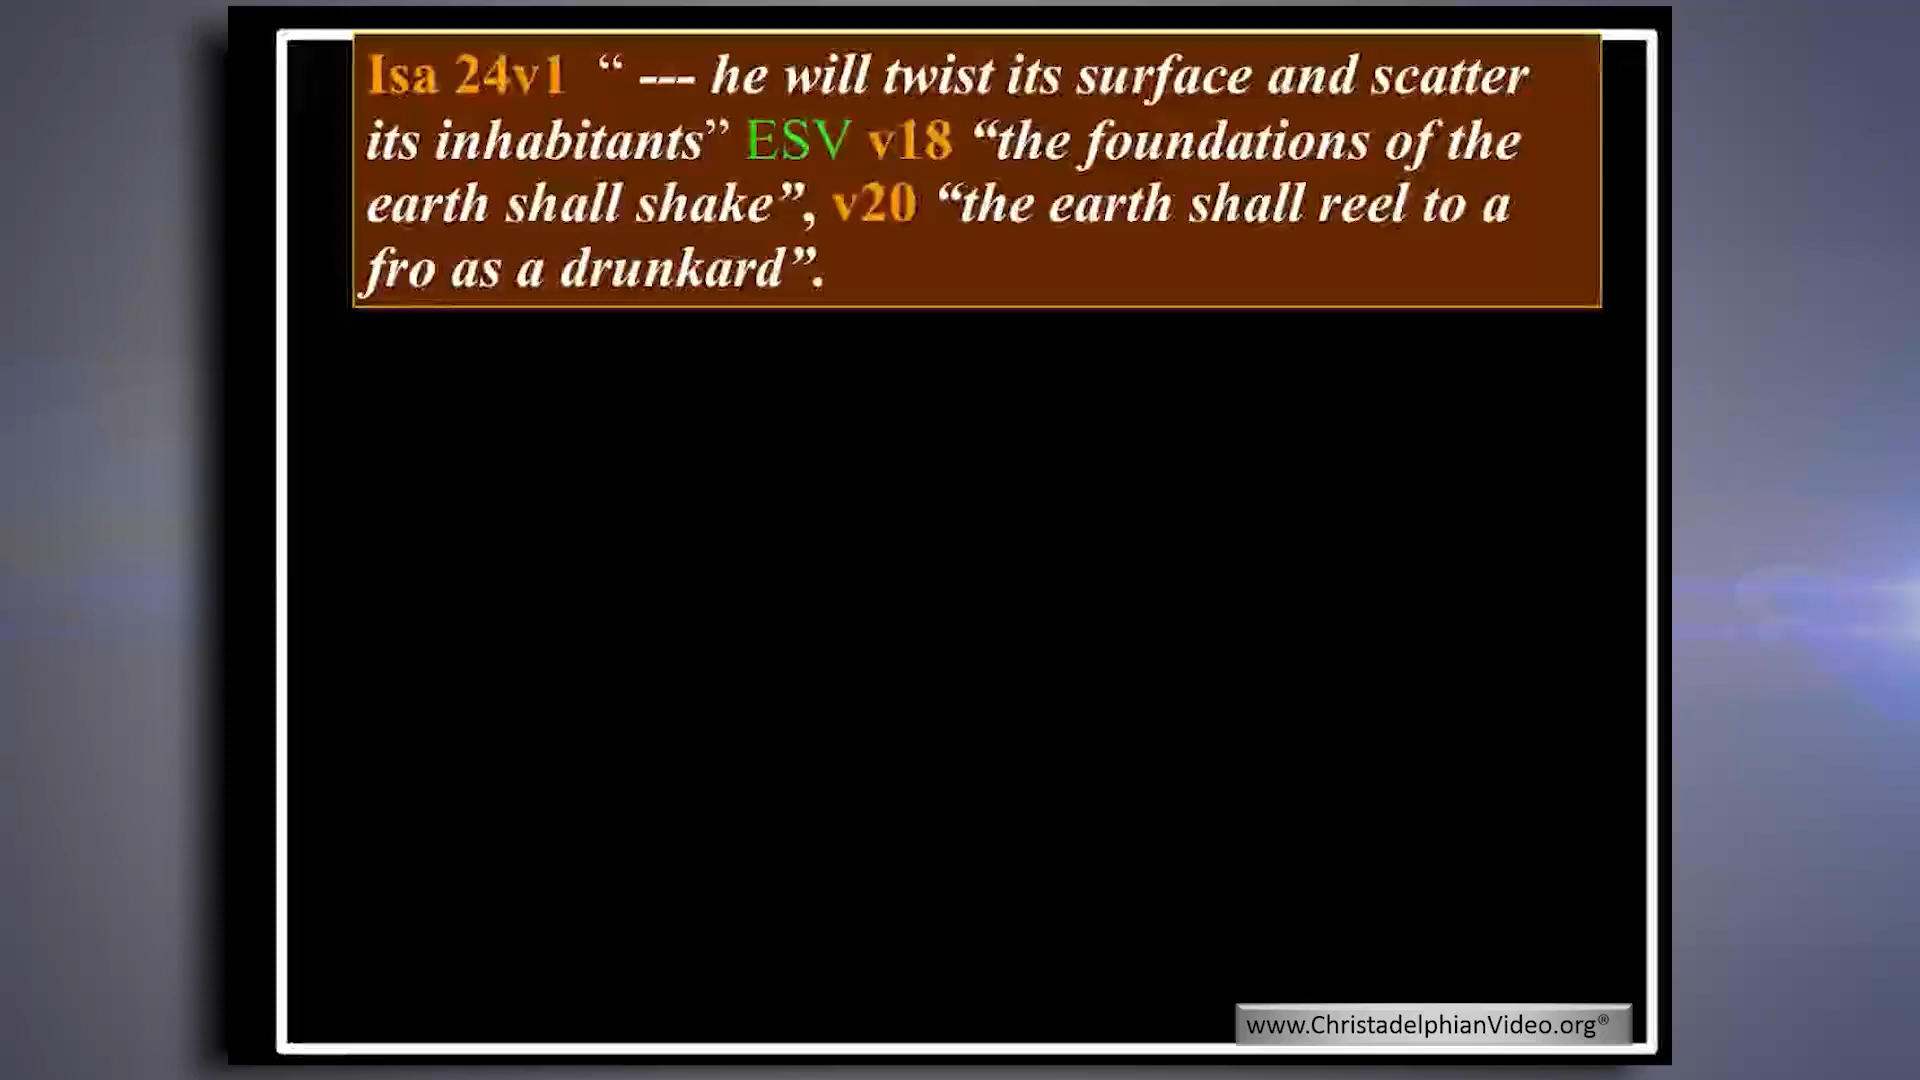 Isa 24v1 “ --- he will twist its surface and scatter
its inhabitants” ESV v18 “the foundations of the
earth shall shake”, v20 “the earth shall reel to a
fro as a drunkard”.
www.ChristadelphianVideo.org®